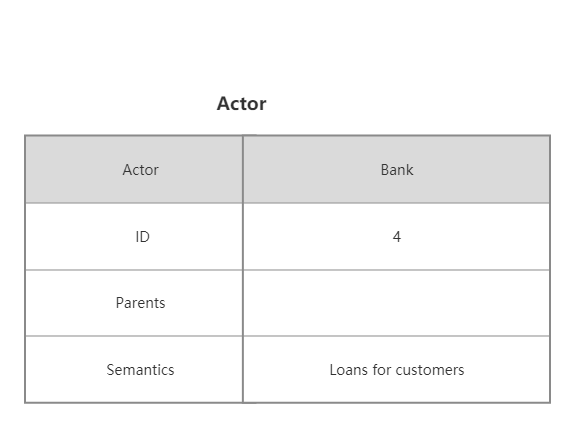 Actor
Actor Bank
ID 4
Parents
Semantics Loans for customers